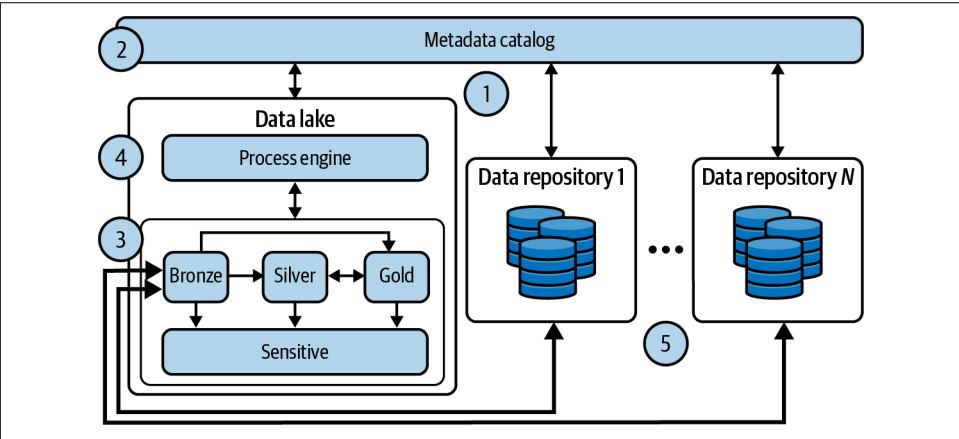 2
Metadata catalog
1
Data lake
4
Process engine
Data repository 1
Data repository N
3
Bronze
Silver
Gold
Sensitive
5